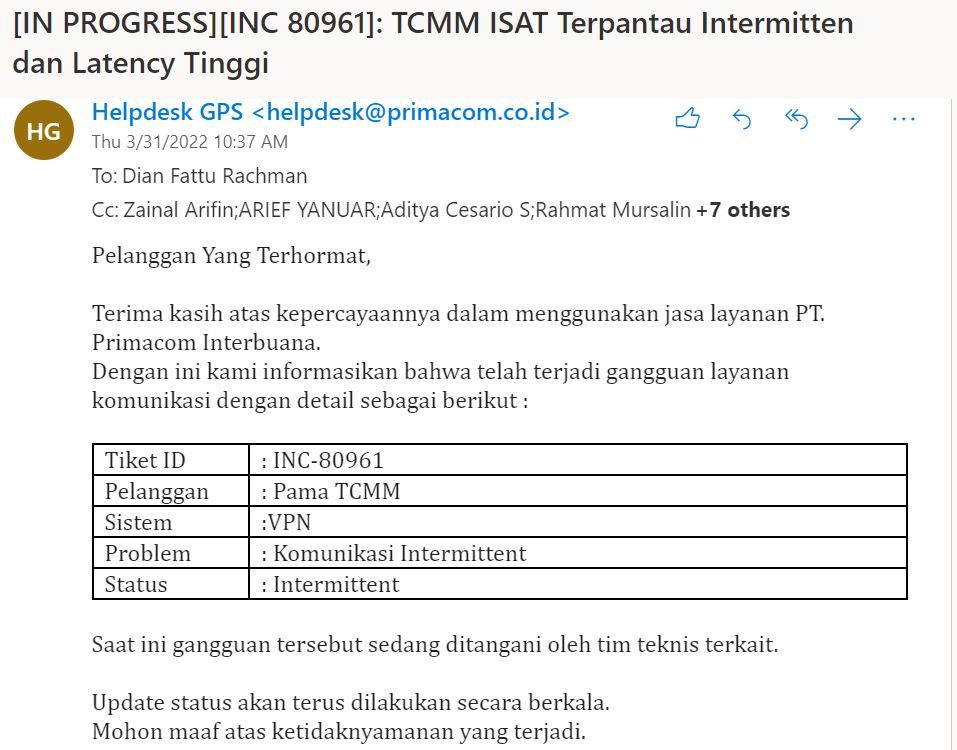 [IN PROGRESS][INC 80961]: TCMM ISAT Terpantau Intermitten
dan Latency Tinggi
HG
Helpdesk GPS <helpdesk@primacom.co.id>
Thu 3/31/2022 10:37 AM
To: Dian Fattu Rachman
Cc: Zainal Arifin;ARIEF YANUAR;Aditya Cesario S;Rahmat Mursalin +7 others
Pelanggan Yang Terhormat,
Terima kasih atas kepercayaannya dalam menggunakan jasa layanan PT.
Primacom Interbuana.
Dengan ini kami informasikan bahwa telah terjadi gangguan layanan
komunikasi dengan detail sebagai berikut :
Tiket ID : INC-80961
Pelanggan : Pama TCMM
Sistem :VPN
Problem : Komunikasi Intermittent
Status : Intermittent
Saat ini gangguan tersebut sedang ditangani oleh tim teknis terkait.
Update status akan terus dilakukan secara berkala.
Mohon maaf atas ketidaknyamanan yang terjadi.